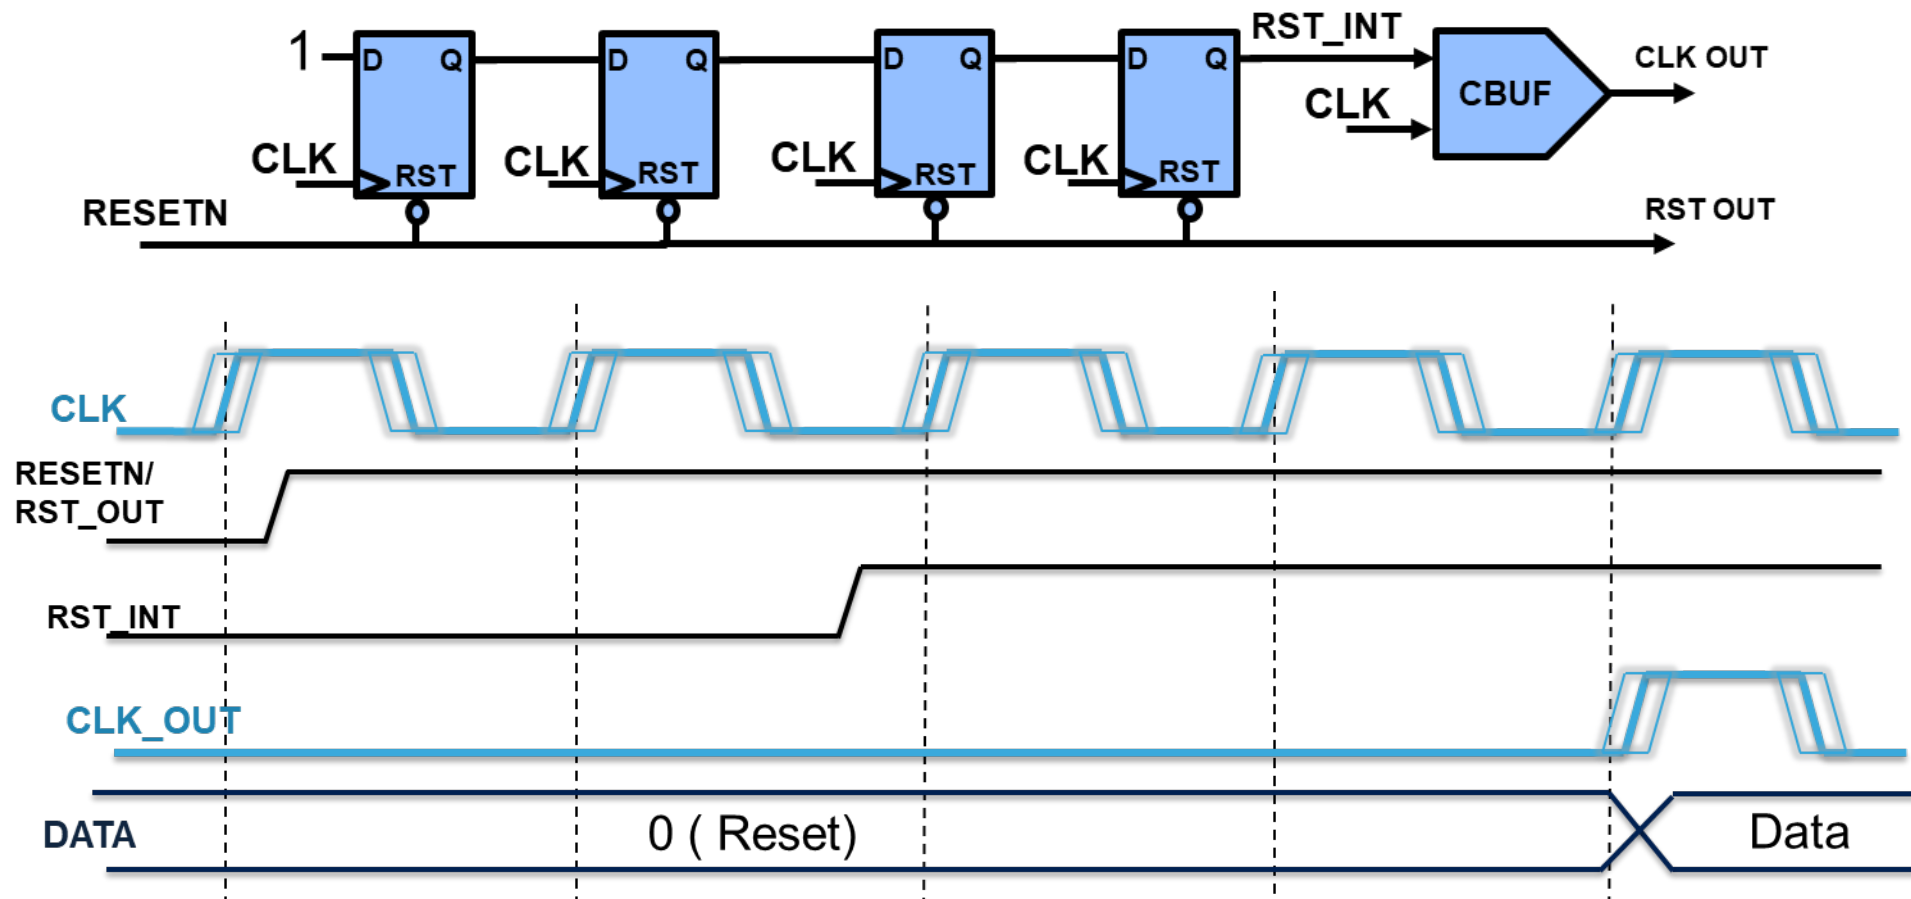 RST_INT
1
D Q
D Q
D Q
D Q
CLK OUT
CBUF
CLK
CLK
RST
CLK
RST
CLK
RST
CLK
RST
RESETN
RST OUT
CLK
RESETN/
RST_OUT
RST_INT
CLK_OUT
DATA
0 ( Reset)
Data